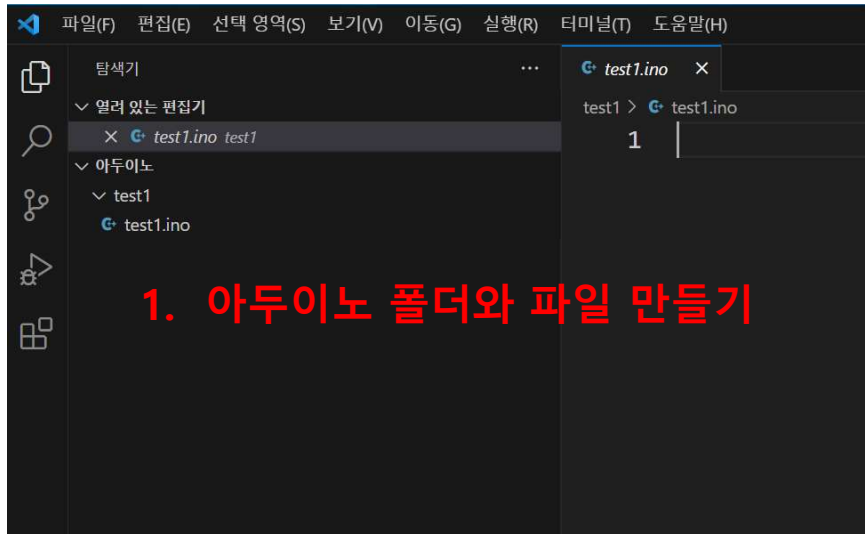 파일(F) 편집(E) 선택 영역(S) 보기(V) 이동(G) 실행(R) 터미널(T) 도움말(H)
탐색기 ···
열려 있는 편집기
test1.ino test1
아두이노
test1
test1.ino
test1.ino
test1 > test1.ino
1
1. 아두이노 폴더와 파일 만들기